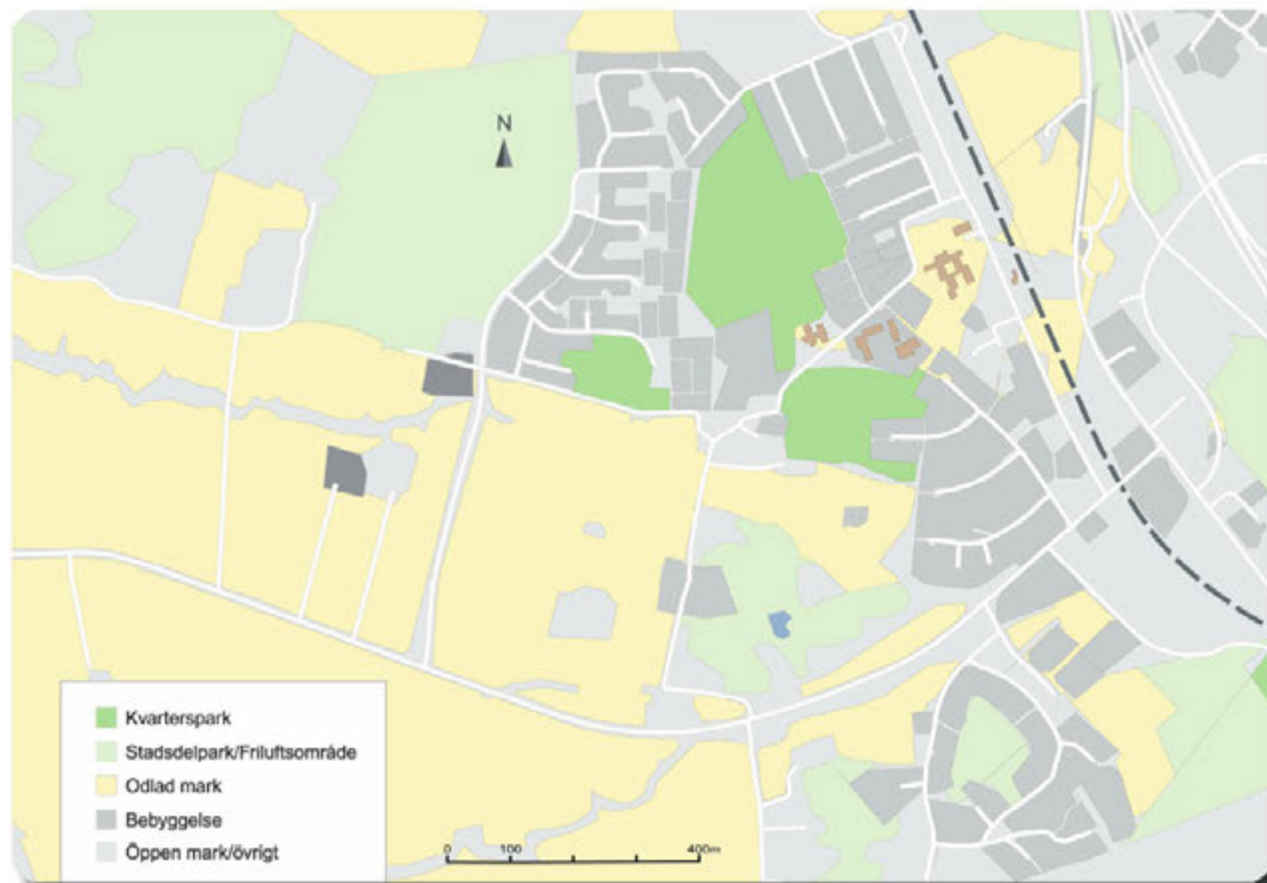 N
Kvarterspark
Stadsdelpark/Friluftsområde
Odlad mark
Bebyggelse
Öppen mark/övrigt
0 100 400m